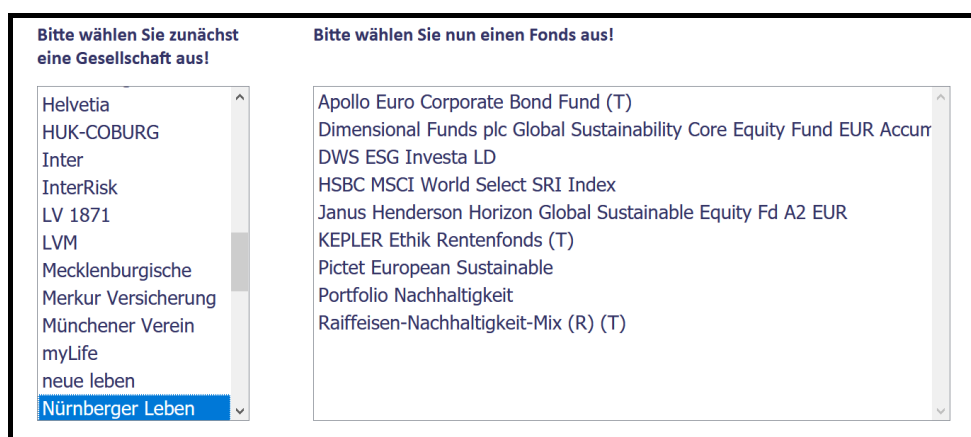 Bitte wählen Sie zunächst
eine Gesellschaft aus!
Helvetia
HUK-COBURG
Inter
InterRisk
LV 1871
LVM
Mecklenburgische
Merkur Versicherung
Münchener Verein
myLife
neue leben
Nürnberger Leben
Bitte wählen Sie nun einen Fonds aus!
Apollo Euro Corporate Bond Fund (T)
Dimensional Funds plc Global Sustainability Core Equity Fund EUR Accum
DWS ESG Investa LD
HSBC MSCI World Select SRI Index
Janus Henderson Horizon Global Sustainable Equity Fd A2 EUR
KEPLER Ethik Rentenfonds (T)
Pictet European Sustainable
Portfolio Nachhaltigkeit
Raiffeisen-Nachhaltigkeit-Mix (R) (T)